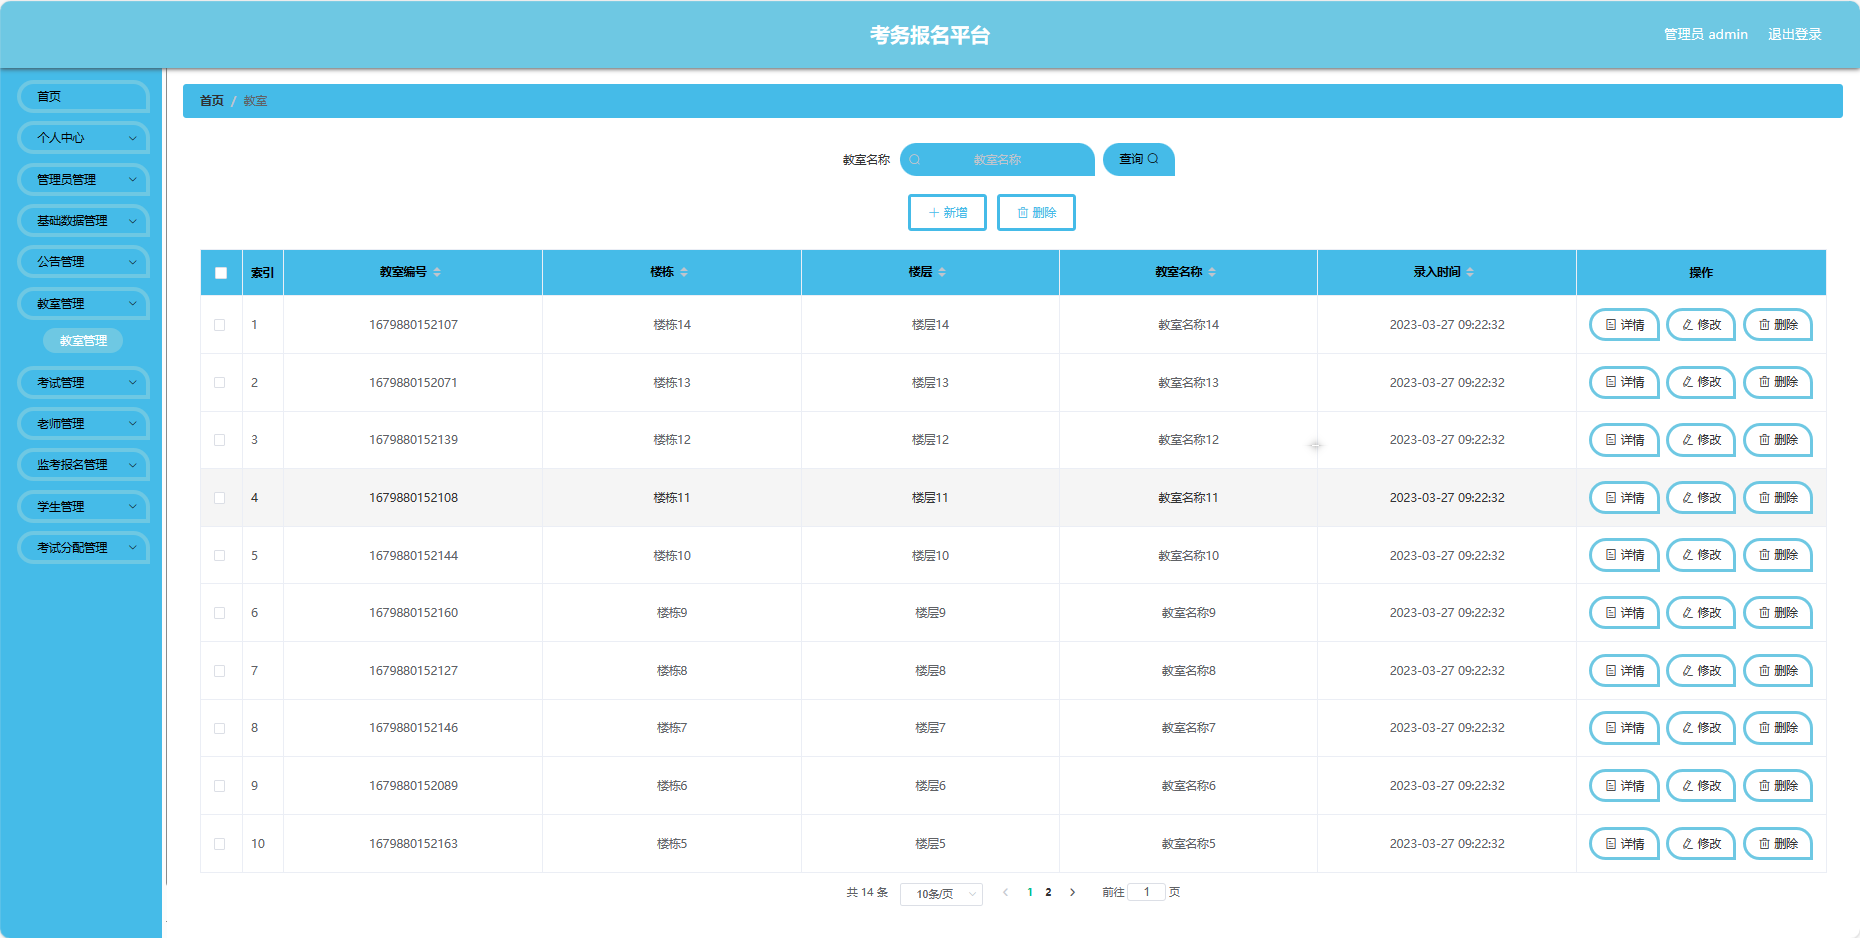 考务报名平台
管理员 admin 退出登录
首页
个人中心
管理员管理
基础数据管理
公告管理
教室管理
教室管理
考试管理
老师管理
监考报名管理
学生管理
考试分配管理
首页 / 教室
教室名称 教室名称 查询
新增 删除
索引 教室编号 楼栋 楼层 教室名称 录入时间 操作
1 1679880152107 楼栋14 楼层14 教室名称14 2023-03-27 09:22:32 详情 修改 删除
2 1679880152071 楼栋13 楼层13 教室名称13 2023-03-27 09:22:32 详情 修改 删除
3 1679880152139 楼栋12 楼层12 教室名称12 2023-03-27 09:22:32 详情 修改 删除
4 1679880152108 楼栋11 楼层11 教室名称11 2023-03-27 09:22:32 详情 修改 删除
5 1679880152144 楼栋10 楼层10 教室名称10 2023-03-27 09:22:32 详情 修改 删除
6 1679880152160 楼栋9 楼层9 教室名称9 2023-03-27 09:22:32 详情 修改 删除
7 1679880152127 楼栋8 楼层8 教室名称8 2023-03-27 09:22:32 详情 修改 删除
8 1679880152146 楼栋7 楼层7 教室名称7 2023-03-27 09:22:32 详情 修改 删除
9 1679880152089 楼栋6 楼层6 教室名称6 2023-03-27 09:22:32 详情 修改 删除
10 1679880152163 楼栋5 楼层5 教室名称5 2023-03-27 09:22:32 详情 修改 删除
共 14 条 10条/页 1 2 前往 1 页